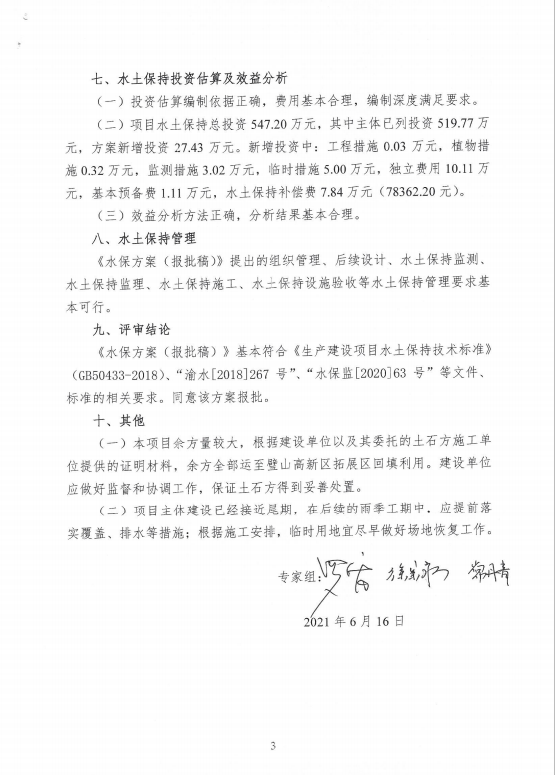 七、水土保持投资估算及效益分析
（一）投资估算编制依据正确，费用基本合理，编制深度满足要求。
（二）项目水土保持总投资 547.20 万元，其中主体已列投资 519.77 万
元，方案新增投资 27.43 万元。新增投资中：工程措施 0.03 万元，植物措
施 0.32 万元，监测措施 3.02 万元，临时措施 5.00 万元，独立费用 10.11 万
元，基本预备费 1.11 万元，水土保持补偿费 7.84 万元（78362.20 元）。
（三）效益分析方法正确，分析结果基本合理。
八、水土保持管理
《水保方案（报批稿）》提出的组织管理、后续设计、水土保持监测、
水土保持监理、水土保持施工、水土保持设施验收等水土保持管理要求基
本可行。
九、评审结论
《水保方案（报批稿）》基本符合《生产建设项目水土保持技术标准》
（GB50433-2018）、“渝水[2018]267 号”、“水保监[2020]63 号”等文件、
标准的相关要求。同意该方案报批。
十、其他
（一）本项目余方量较大，根据建设单位以及其委托的土石方施工单
位提供的证明材料，余方全部运至璧山高新区拓展区回填利用。建设单位
应做好监督和协调工作，保证土石方得到妥善处置。
（二）项目主体建设已经接近尾期，在后续的雨季工期中，应提前落
实覆盖、排水等措施；根据施工安排，临时用地宜尽早做好场地恢复工作。
专家组：
2021 年 6 月 16 日
3